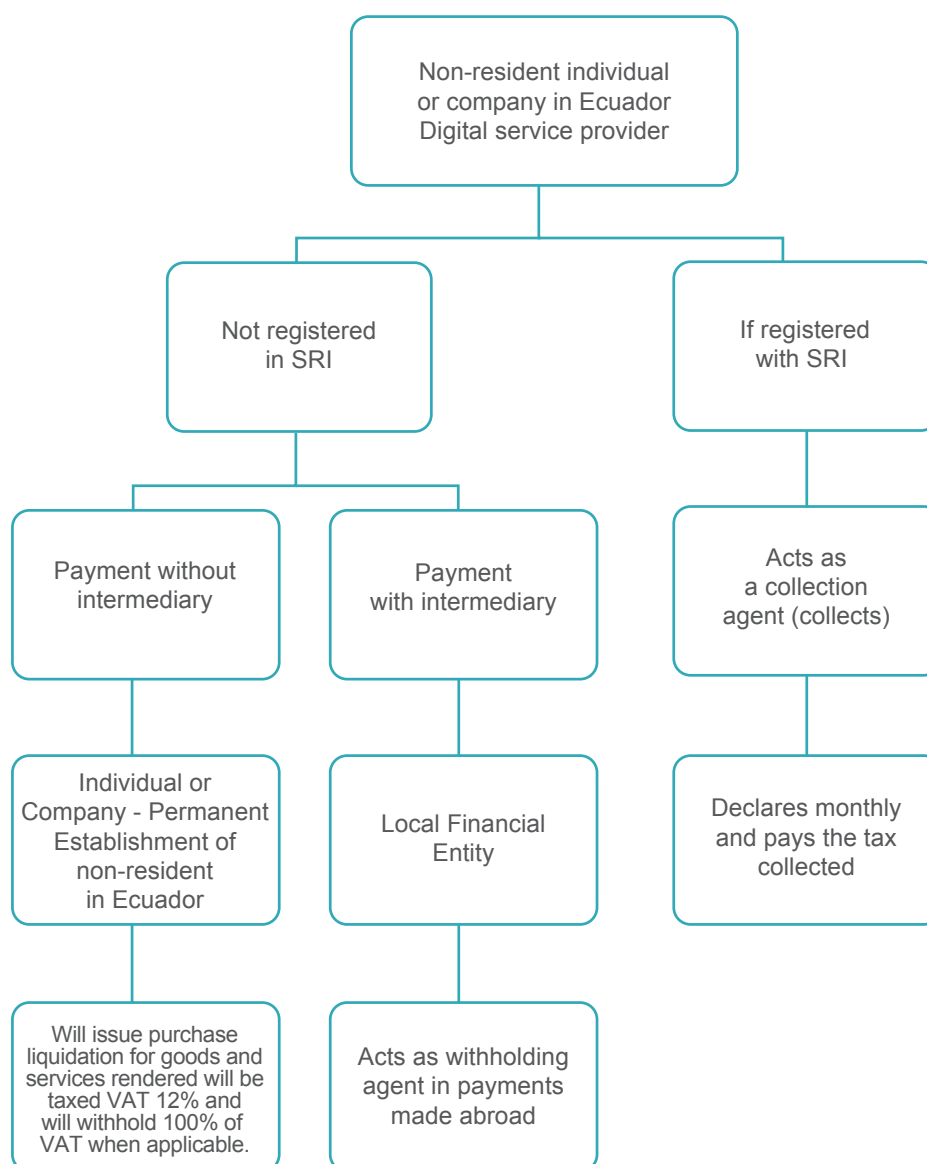 Non-resident individual
or company in Ecuador
Digital service provider
Not registered
in SRI
If registered
with SRI
Payment without
intermediary
Payment
with intermediary
Acts as
a collection
agent (collects)
Individual or
Company - Permanent
Establishment of
non-resident
in Ecuador
Local Financial
Entity
Declares monthly
and pays the tax
collected
Will issue purchase
liquidation for goods and
services rendered will be
taxed VAT 12% and
will withhold 100% of
VAT when applicable.
Acts as withholding
agent in payments
made abroad